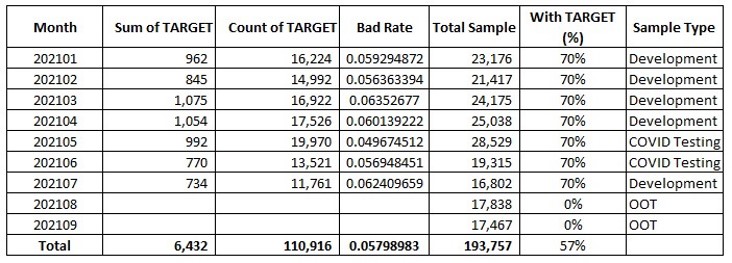 Month Sum of TARGET Count of TARGET Bad Rate Total Sample With TARGET (%) Sample Type
202101 962 16,224 0.059294872 23,176 70% Development
202102 845 14,992 0.056363394 21,417 70% Development
202103 1,075 16,922 0.06352677 24,175 70% Development
202104 1,054 17,526 0.060139222 25,038 70% Development
202105 992 19,970 0.049674512 28,529 70% COVID Testing
202106 770 13,521 0.056948451 19,315 70% COVID Testing
202107 734 11,761 0.062409659 16,802 70% Development
202108 17,838 0% OOT
202109 17,467 0% OOT
Total 6,432 110,916 0.05798983 193,757 57%